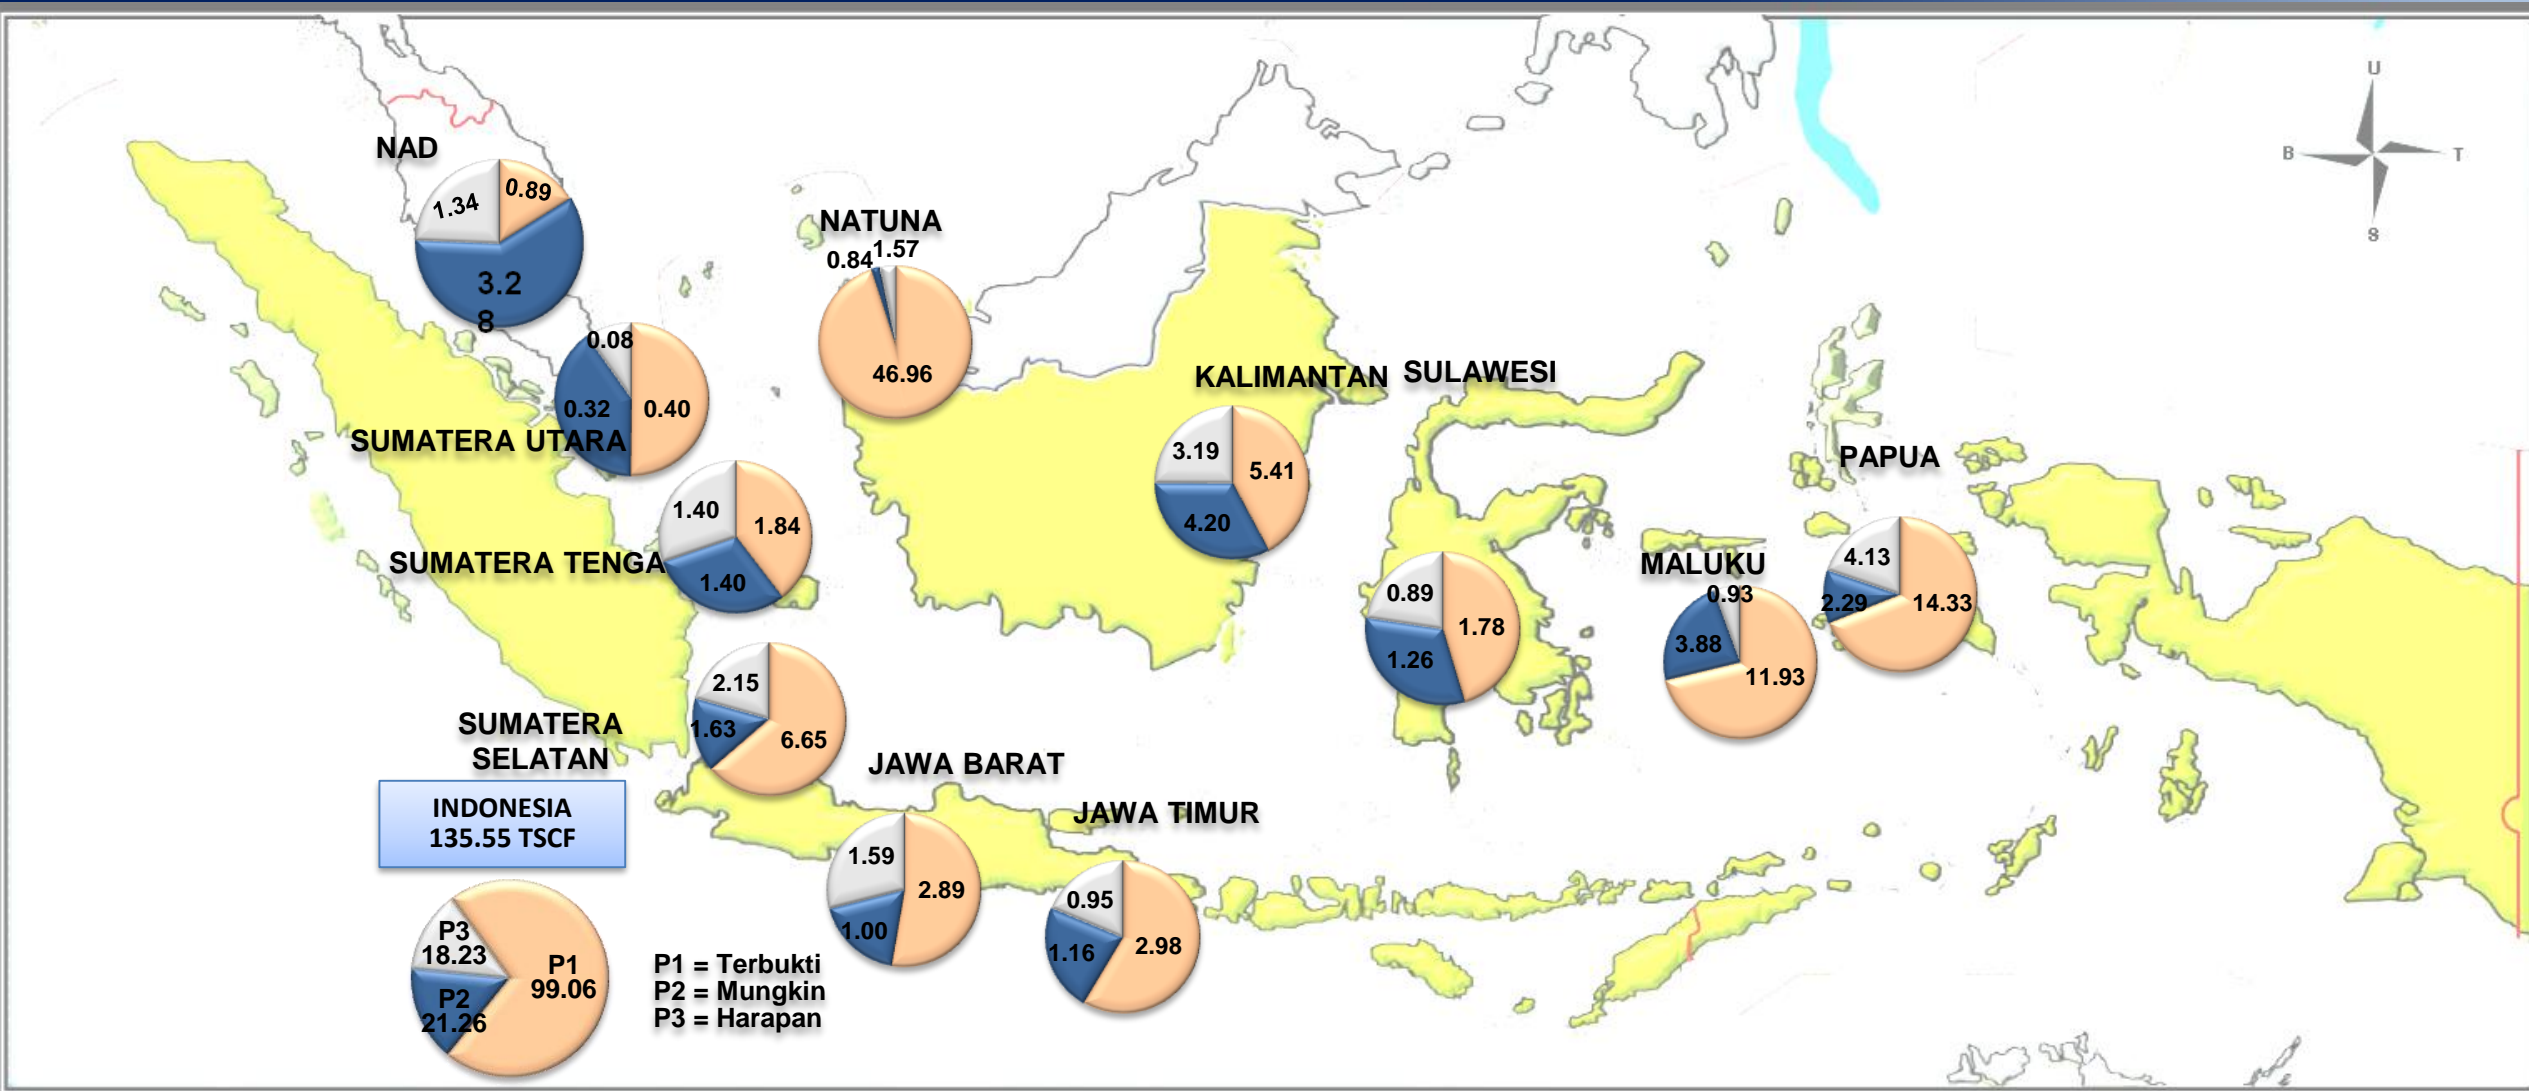 U
B
T
S
NAD
0.89
1.34
3.2
8
NATUNA
0.84
1.57
46.96
0.08
0.32
0.40
SUMATERA UTARA
KALIMANTAN
3.19
5.41
4.20
SULAWESI
0.89
1.78
1.26
PAPUA
4.13
2.29
14.33
MALUKU
0.93
3.88
11.93
1.40
1.84
1.40
SUMATERA TENGA
2.15
1.63
6.65
SUMATERA
SELATAN
JAWA BARAT
1.59
2.89
1.00
JAWA TIMUR
0.95
1.16
2.98
INDONESIA
135.55 TSCF
P3
18.23
P1
99.06
P2
21.26
P1 = Terbukti
P2 = Mungkin
P3 = Harapan